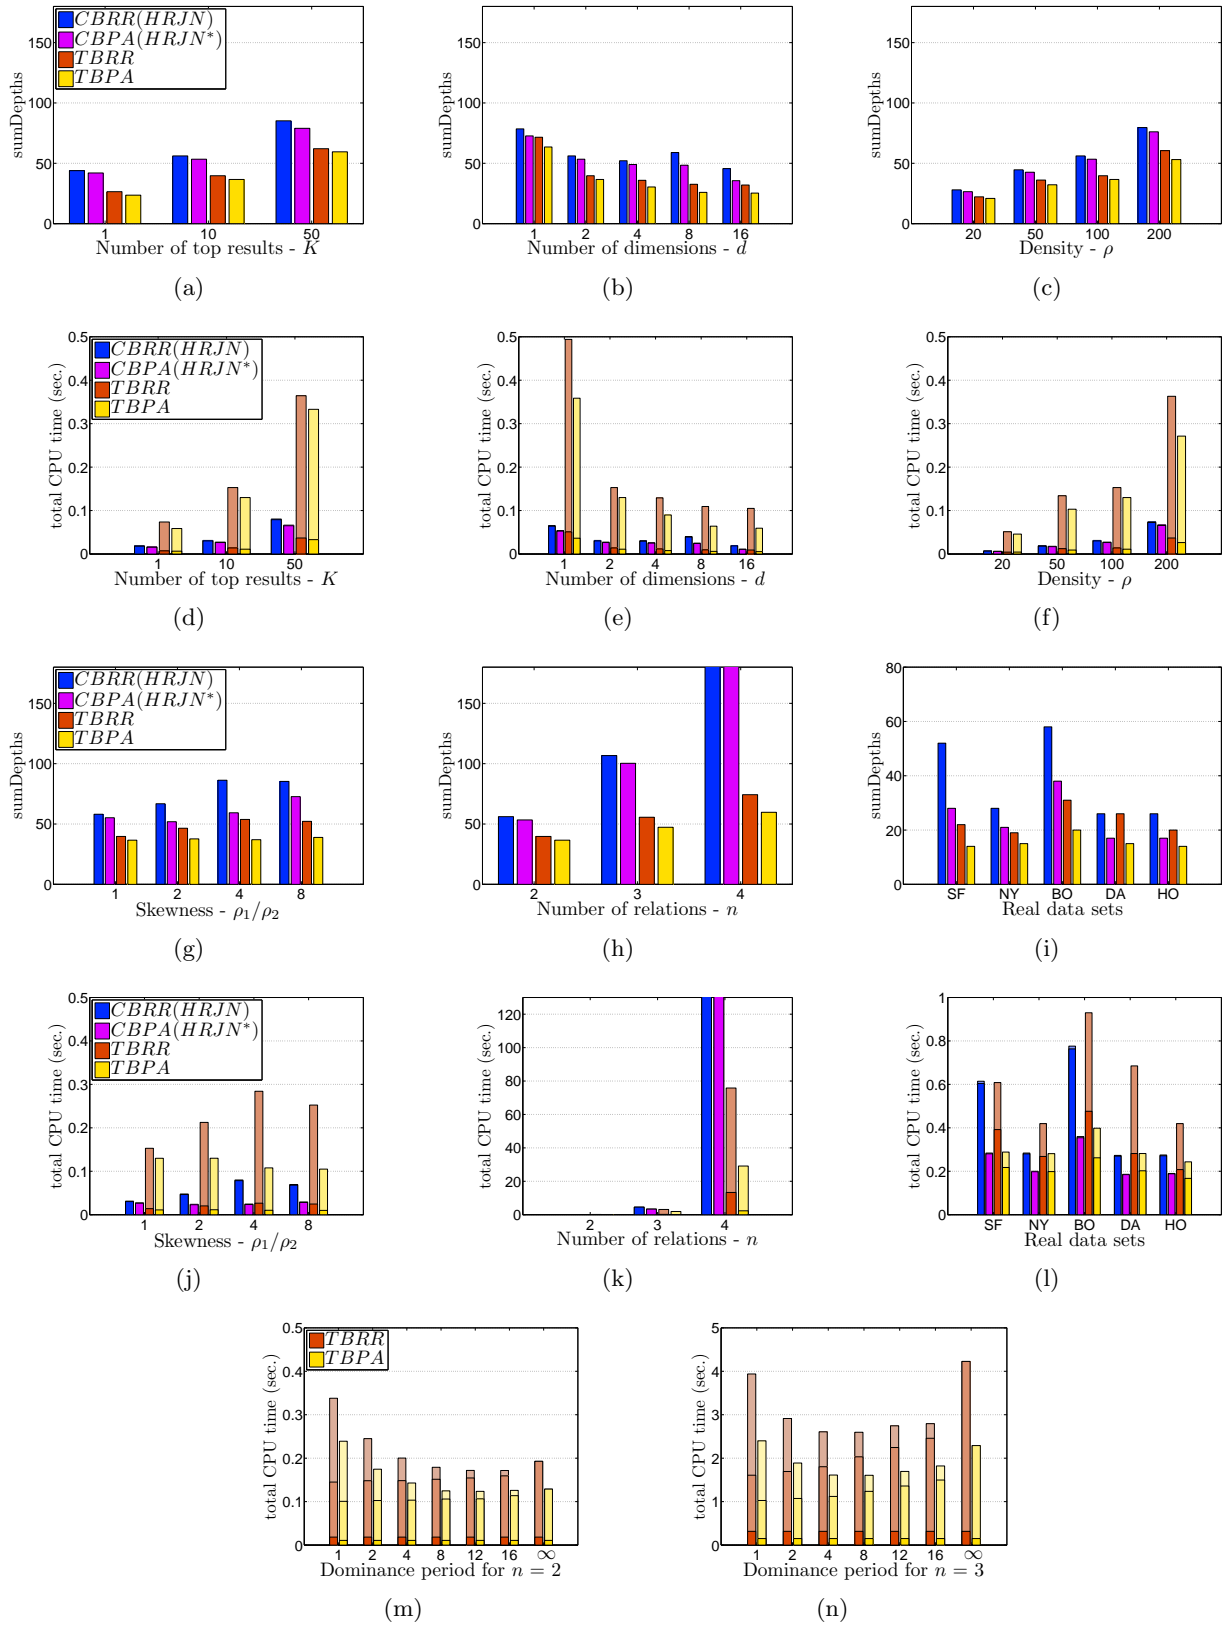 CBRR(HRJN)
CBPA(HRJN*)
TBRR
TBPA
sumDepths
150
100
50
0
1 10 50
Number of top results - K
(a)
sumDepths
150
100
50
0
1 2 4 8 16
Number of dimensions - d
(b)
sumDepths
150
100
50
0
20 50 100 200
Density - ρ
(c)
CBRR(HRJN)
CBPA(HRJN*)
TBRR
TBPA
total CPU time (sec.)
0.5
0.4
0.3
0.2
0.1
0
1 10 50
Number of top results - K
(d)
total CPU time (sec.)
0.5
0.4
0.3
0.2
0.1
0
1 2 4 8 16
Number of dimensions - d
(e)
total CPU time (sec.)
0.5
0.4
0.3
0.2
0.1
0
20 50 100 200
Density - ρ
(f)
CBRR(HRJN)
CBPA(HRJN*)
TBRR
TBPA
sumDepths
150
100
50
0
1 2 4 8
Skewness - ρ₁/ρ₂
(g)
sumDepths
150
100
50
0
2 3 4
Number of relations - n
(h)
sumDepths
80
60
40
20
0
SF NY BO DA HO
Real data sets
(i)
CBRR(HRJN)
CBPA(HRJN*)
TBRR
TBPA
total CPU time (sec.)
0.5
0.4
0.3
0.2
0.1
0
1 2 4 8
Skewness - ρ₁/ρ₂
(j)
total CPU time (sec.)
120
100
80
60
40
20
0
2 3 4
Number of relations - n
(k)
total CPU time (sec.)
1
0.8
0.6
0.4
0.2
0
SF NY BO DA HO
Real data sets
(l)
TBRR
TBPA
total CPU time (sec.)
0.5
0.4
0.3
0.2
0.1
0
1 2 4 8 12 16 ∞
Dominance period for n = 2
(m)
total CPU time (sec.)
5
4
3
2
1
0
1 2 4 8 12 16 ∞
Dominance period for n = 3
(n)